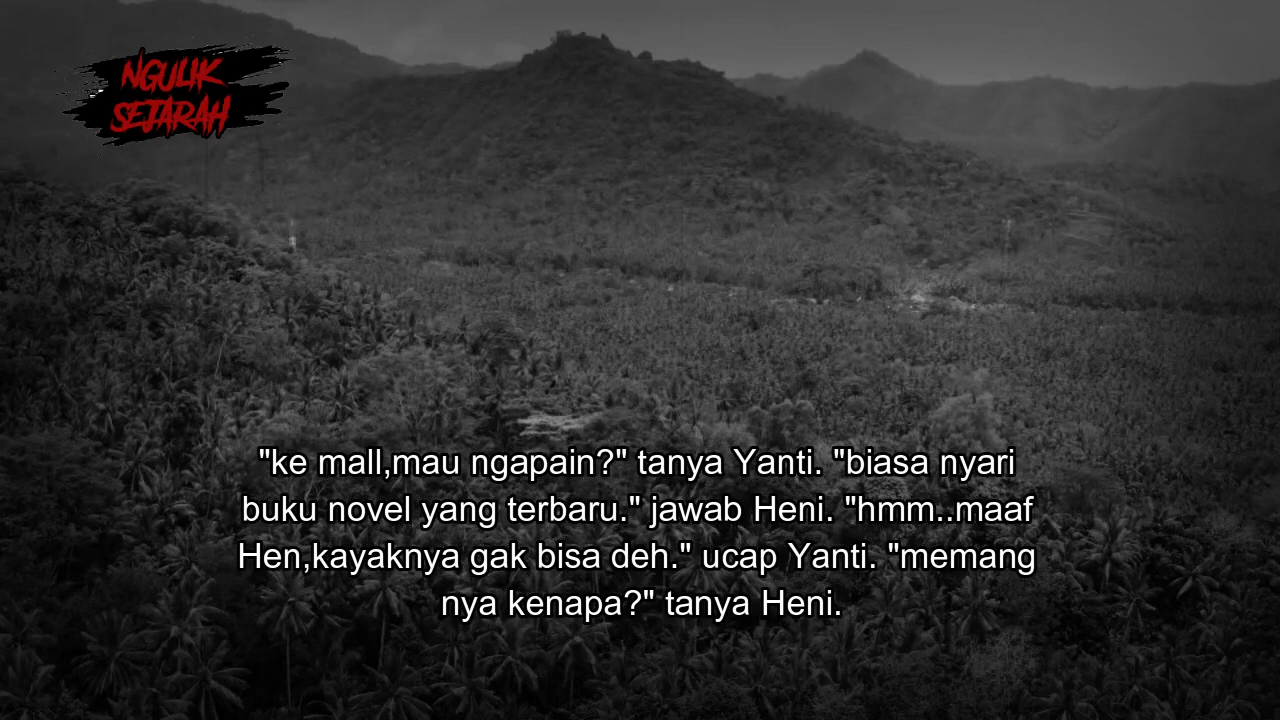 NGULIK
SEJARAH
"ke mall,mau ngapain?" tanya Yanti. "biasa nyari
buku novel yang terbaru." jawab Heni. "hmm..maaf
Hen,kayaknya gak bisa deh." ucap Yanti. "memang
nya kenapa?" tanya Heni.